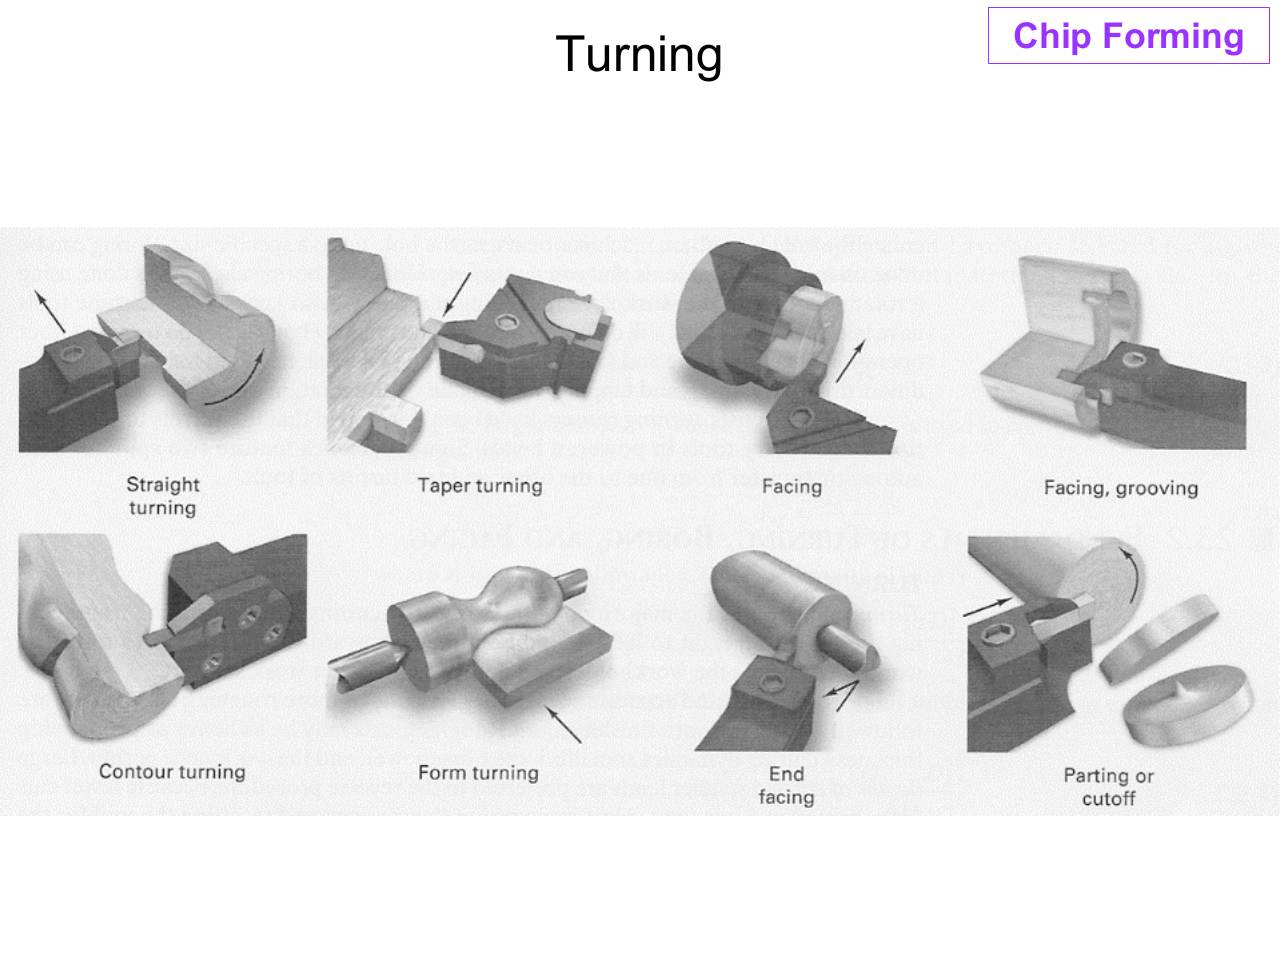 Turning
Chip Forming
Straight
turning
Taper turning
Facing
Facing, grooving
Contour turning
Form turning
End
facing
Parting or
cutoff